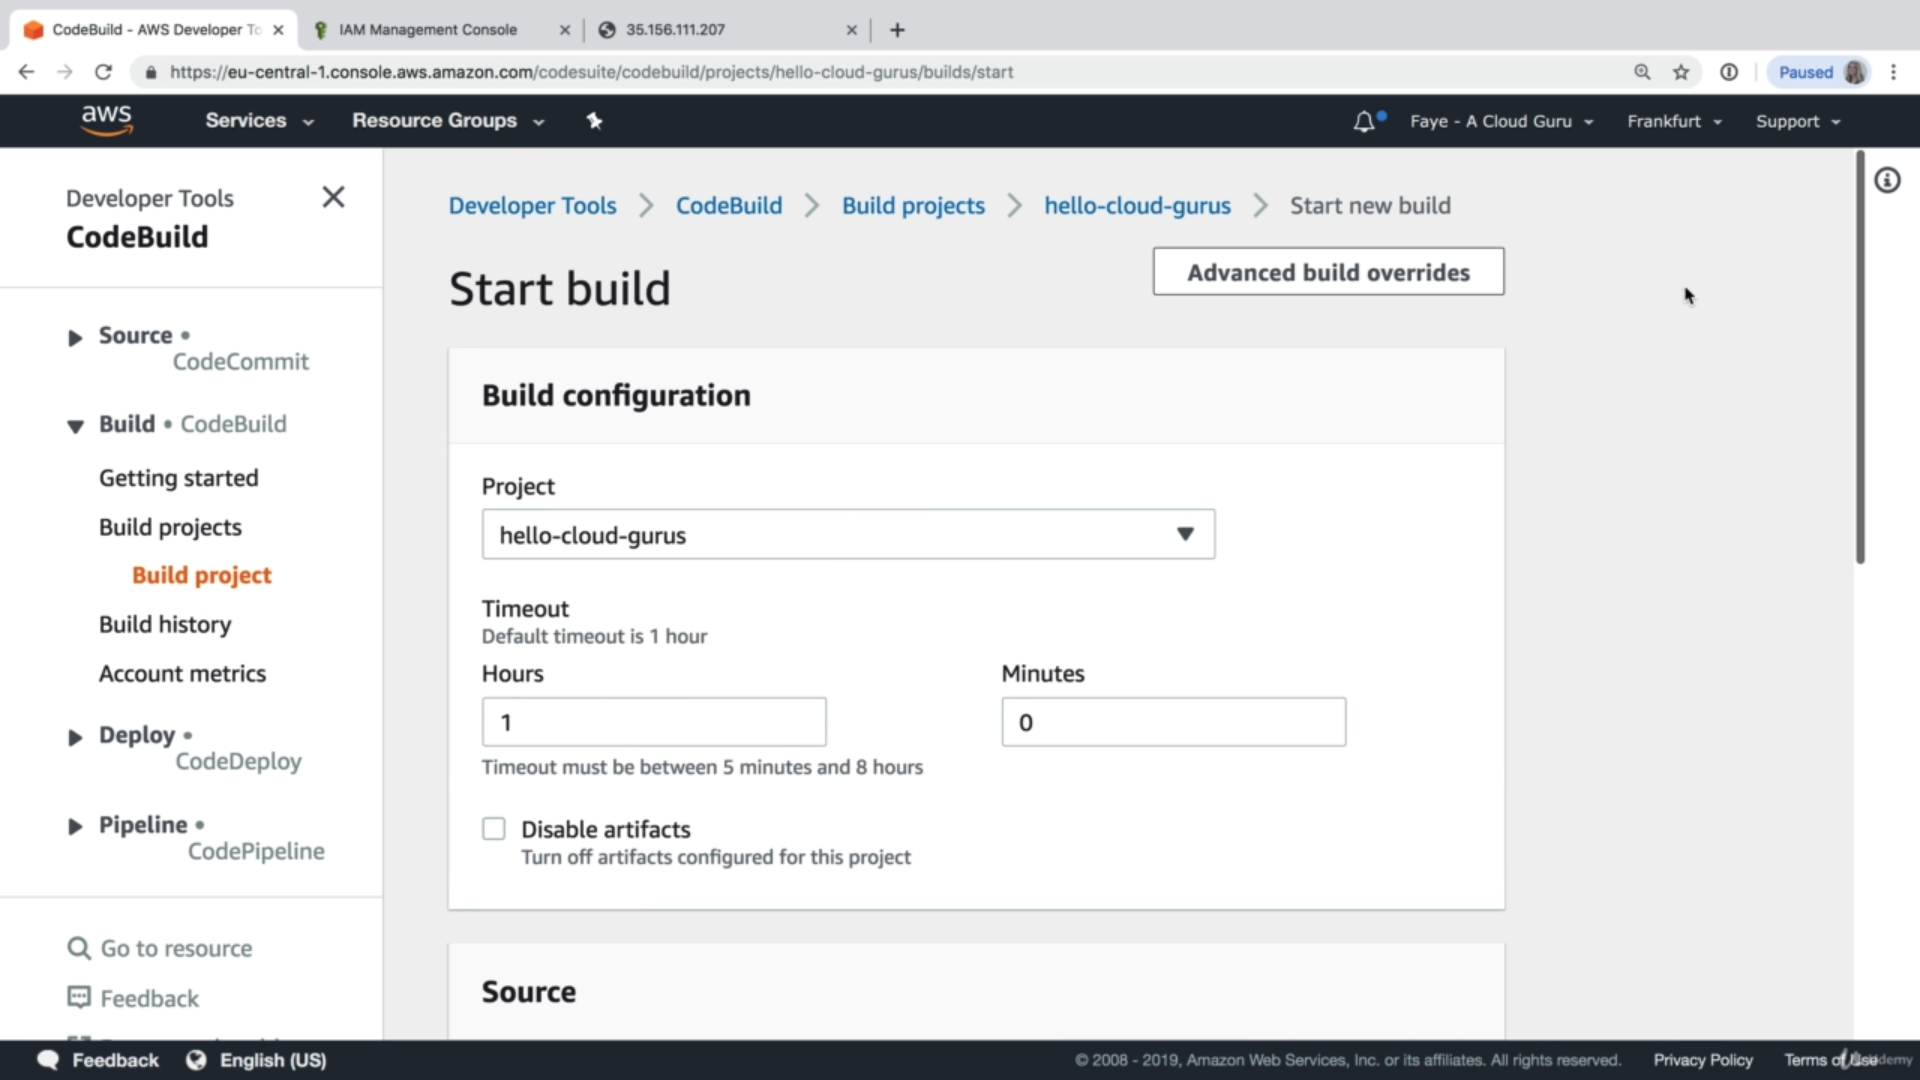 CodeBuild - AWS Developer To
IAM Management Console
35.156.111.207
https://eu-central-1.console.aws.amazon.com/codesuite/codebuild/projects/hello-cloud-gurus/builds/start
Paused
aws
Services
Resource Groups
Faye - A Cloud Guru
Frankfurt
Support
Developer Tools
CodeBuild
Source •
CodeCommit
Build • CodeBuild
Getting started
Build projects
Build project
Build history
Account metrics
Deploy •
CodeDeploy
Pipeline •
CodePipeline
Go to resource
Feedback
Developer Tools > CodeBuild > Build projects > hello-cloud-gurus > Start new build
Start build
Advanced build overrides
Build configuration
Project
hello-cloud-gurus
Timeout
Default timeout is 1 hour
Hours
Minutes
1
0
Timeout must be between 5 minutes and 8 hours
Disable artifacts
Turn off artifacts configured for this project
Source
Feedback
English (US)
© 2008 - 2019, Amazon Web Services, Inc. or its affiliates. All rights reserved.
Privacy Policy
Terms of Use